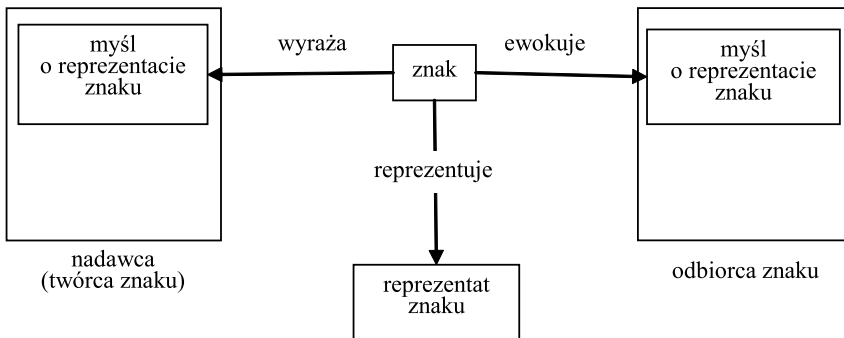 myśl
o reprezentacie
znaku
wyraża
znak
ewokuje
myśl
o reprezentacie
znaku
reprezentuje
nadawca
(twórca znaku)
odbiorca znaku
reprezentat
znaku